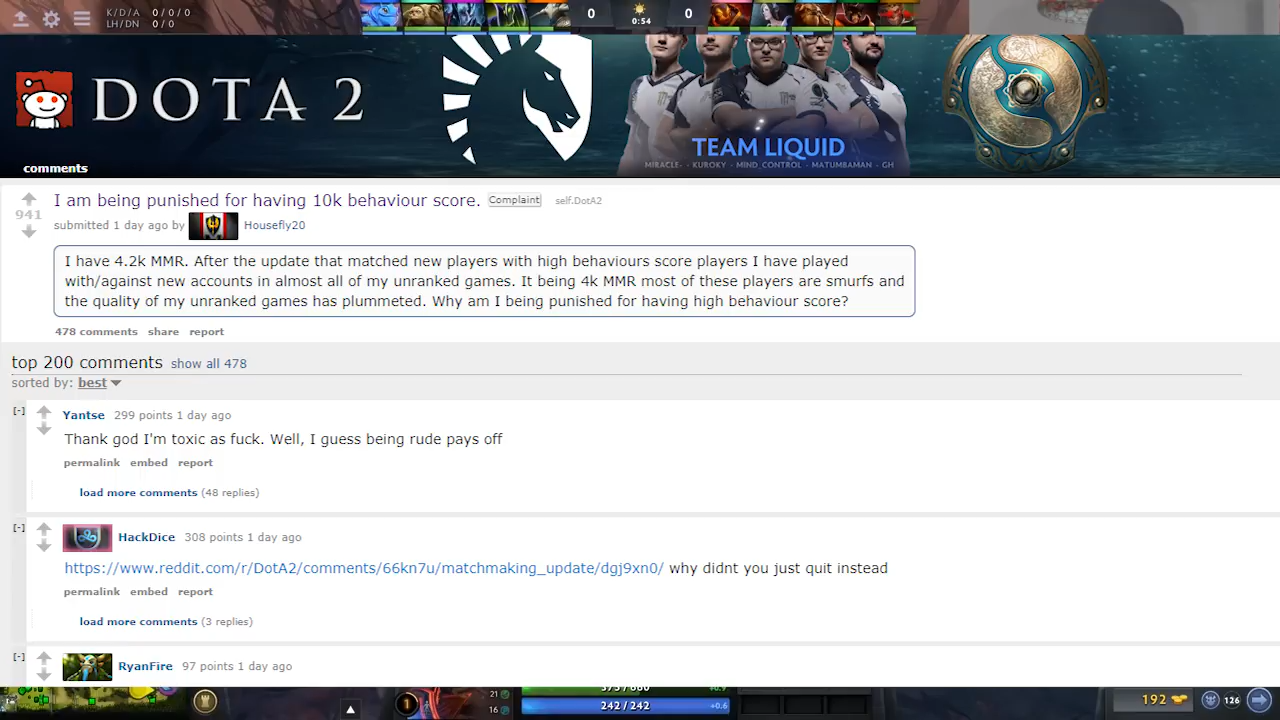 K / D / A 0 / 0 / 0
LH / DN 0 / 0
0 0:54 0
DOTA 2
TEAM LIQUID
MIRACLE- - KUROKY - MIND_CONTROL - MATUMBAMAN - GH
comments
I am being punished for having 10k behaviour score. Complaint self.DotA2
941
submitted 1 day ago by Housefly20
I have 4.2k MMR. After the update that matched new players with high behaviours score players I have played
with/against new accounts in almost all of my unranked games. It being 4k MMR most of these players are smurfs and
the quality of my unranked games has plummeted. Why am I being punished for having high behaviour score?
478 comments share report
top 200 comments show all 478
sorted by: best
[-] Yantse 299 points 1 day ago
Thank god I'm toxic as fuck. Well, I guess being rude pays off
permalink embed report
load more comments (48 replies)
[-] HackDice 308 points 1 day ago
https://www.reddit.com/r/DotA2/comments/66kn7u/matchmaking_update/dgj9xn0/ why didnt you just quit instead
permalink embed report
load more comments (3 replies)
[-] RyanFire 97 points 1 day ago
1 21 575 / 660 +0.9
16 242 / 242 +0.6
192 126